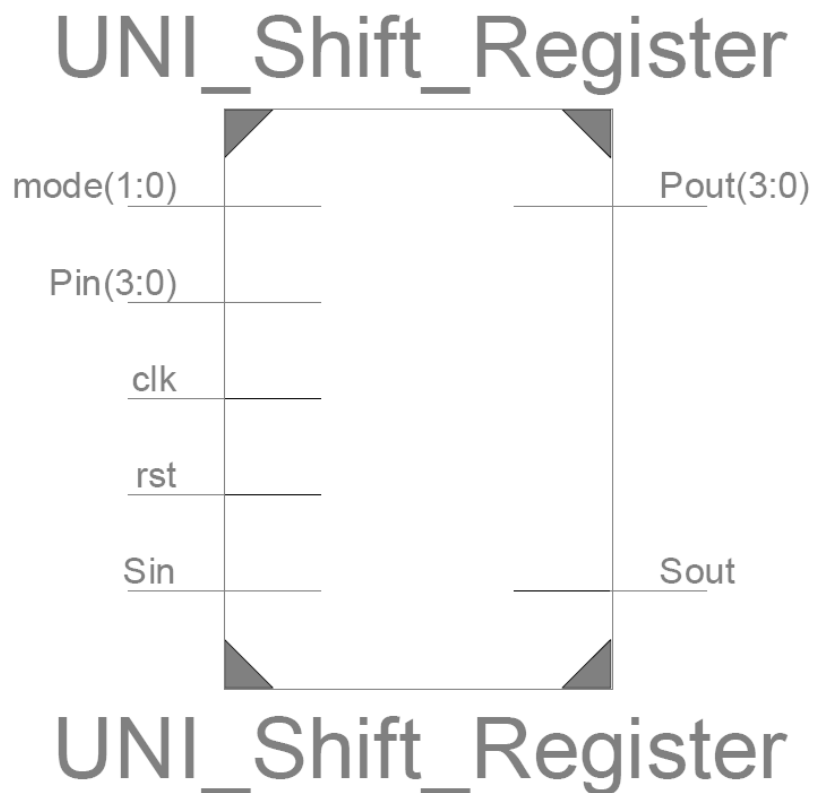 UNI_Shift_Register
mode(1:0)
Pout(3:0)
Pin(3:0)
clk
rst
Sin
Sout
UNI_Shift_Register